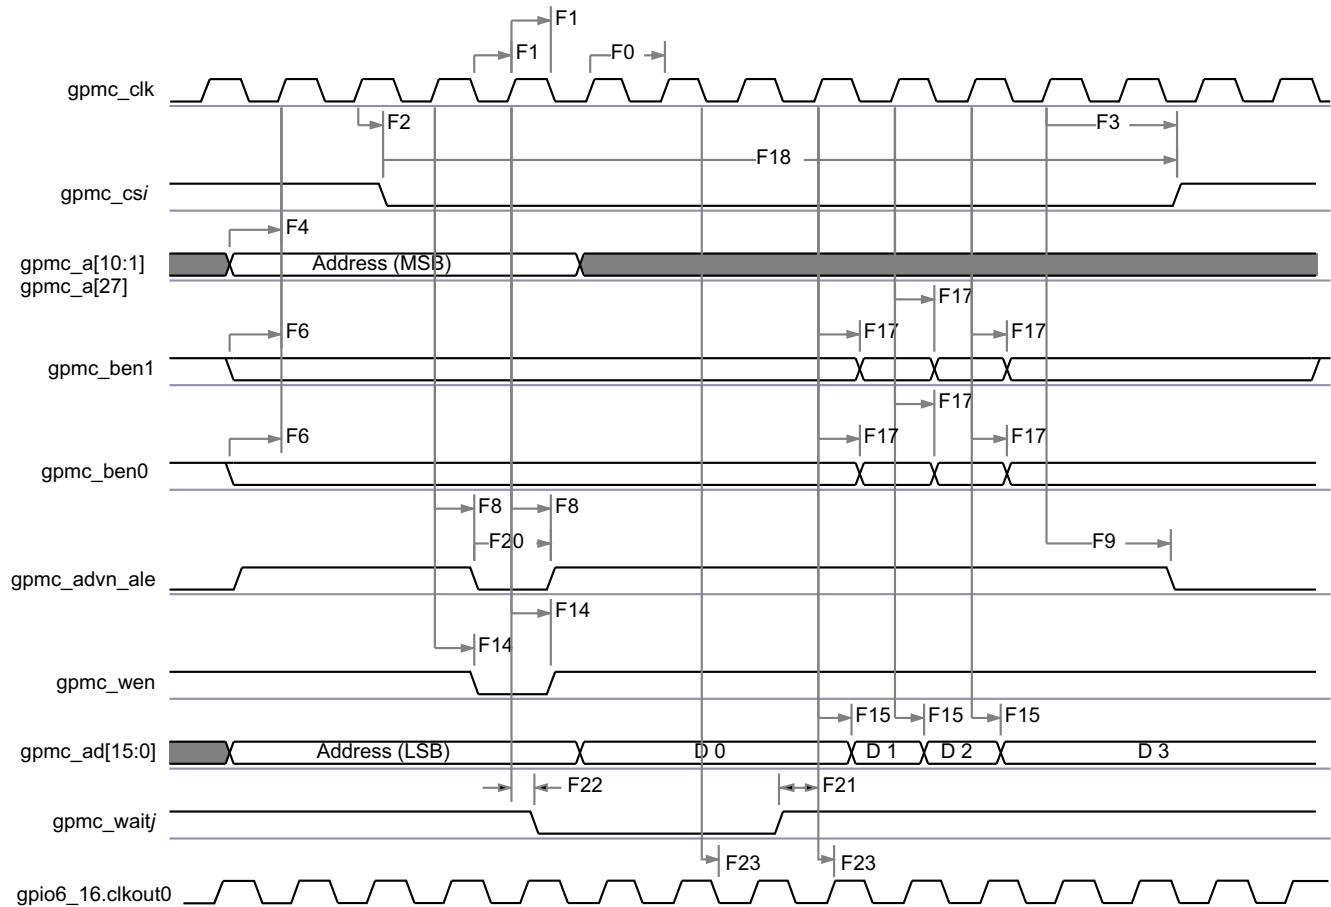 F1
F1
F0
gpmc_clk
F2
F3
F18
gpmc_csi
F4
gpmc_a[10:1]
Address (MSB)
gpmc_a[27]
F17
F6
F17
F17
gpmc_ben1
F17
F6
F17
F17
gpmc_ben0
F8
F8
F20
F9
gpmc_advn_ale
F14
F14
gpmc_wen
F15
F15
F15
gpmc_ad[15:0]
Address (LSB)
D 0
D 1
D 2
D 3
F22
F21
gpmc_waitj
F23
F23
gpio6_16.clkout0